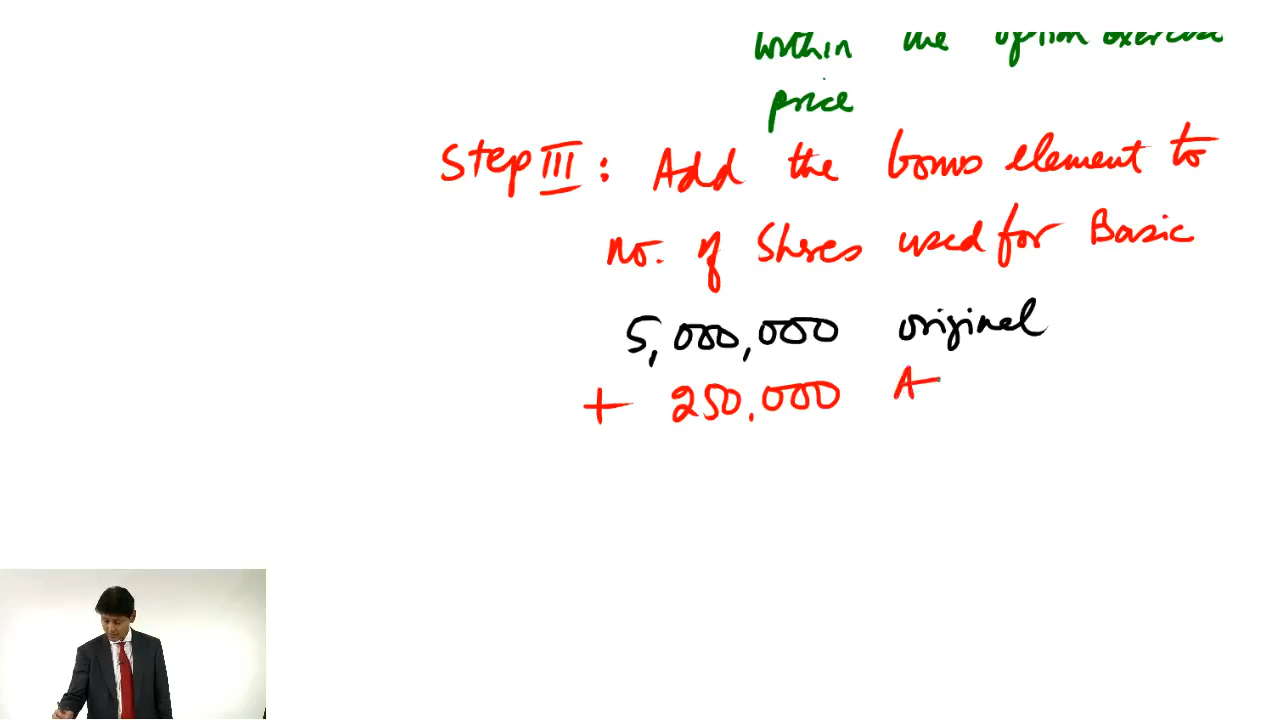 within the option exercise
price
Step III : Add the bonus element to
no. of Shares used for Basic
5,000,000 original
+ 250,000 A